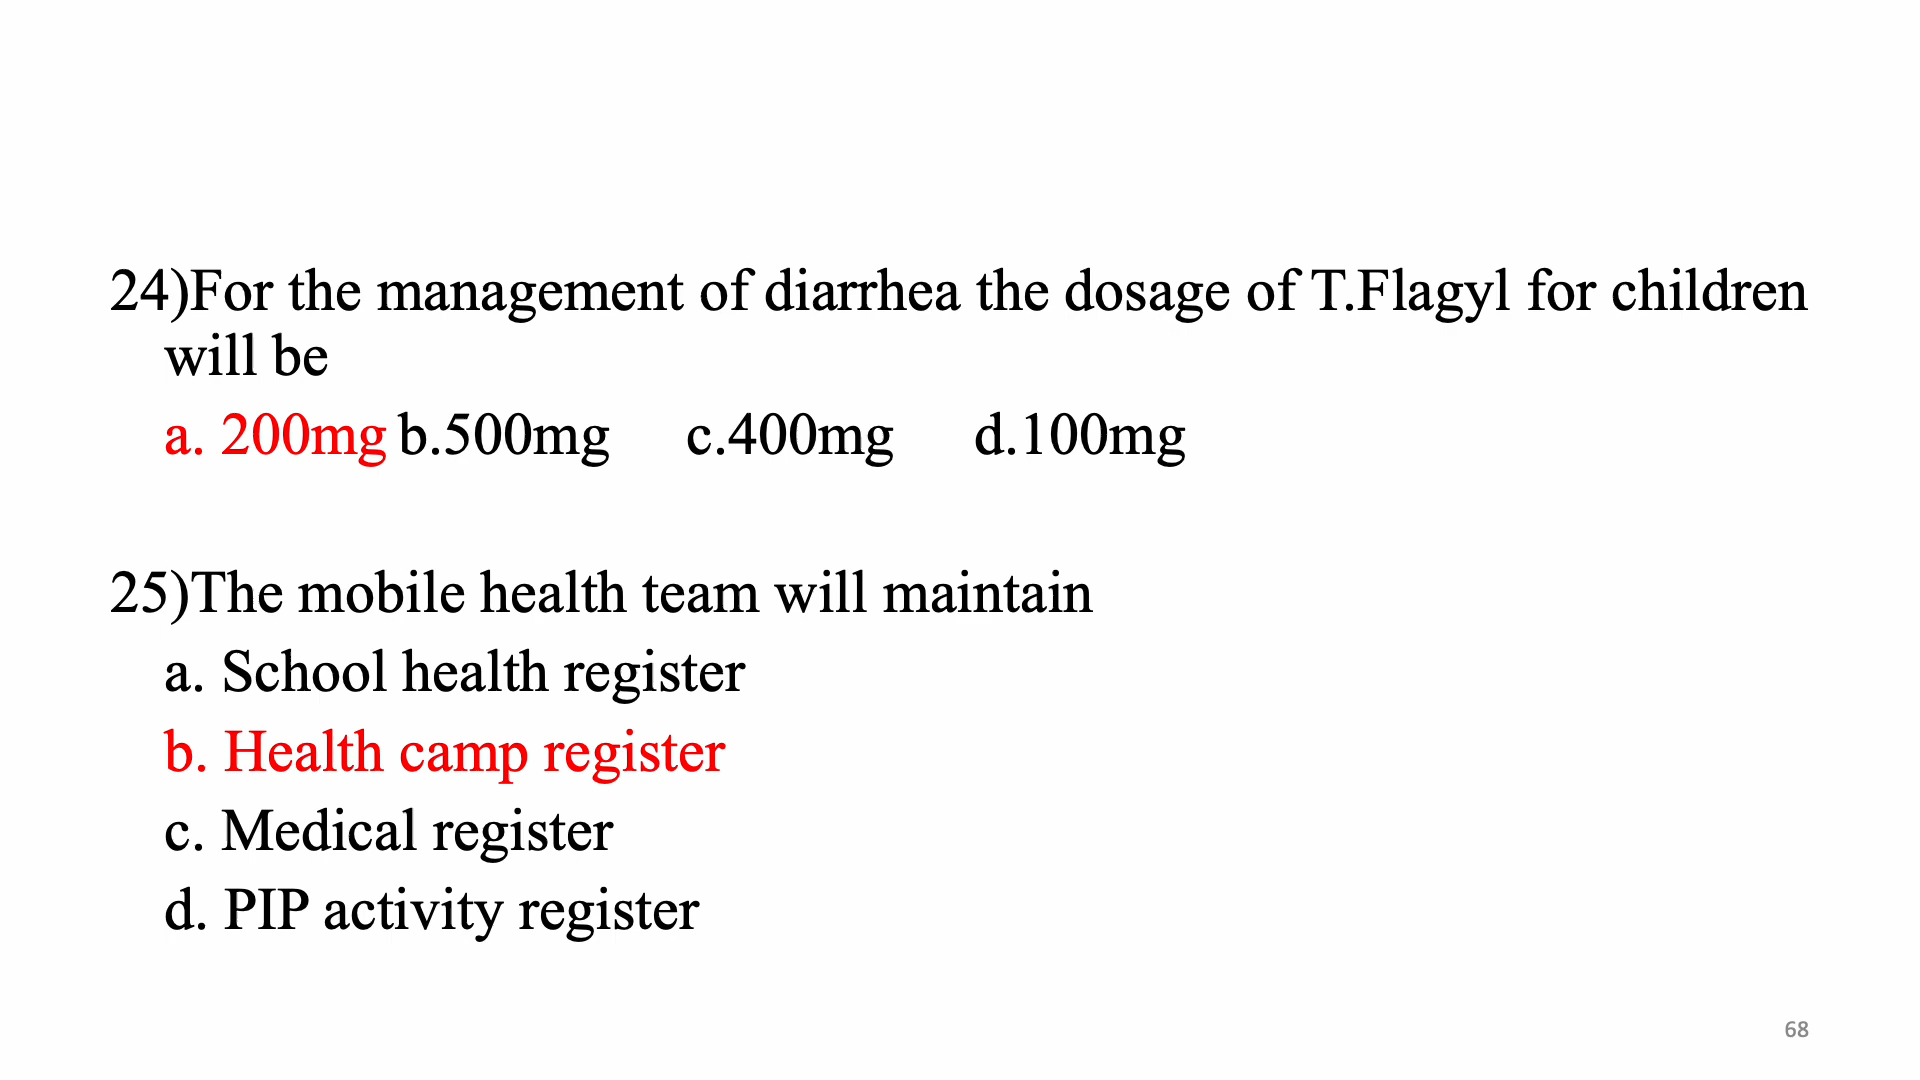 24)For the management of diarrhea the dosage of T.Flagyl for children
will be
a. 200mg b.500mg c.400mg d.100mg
25)The mobile health team will maintain
a. School health register
b. Health camp register
c. Medical register
d. PIP activity register
68